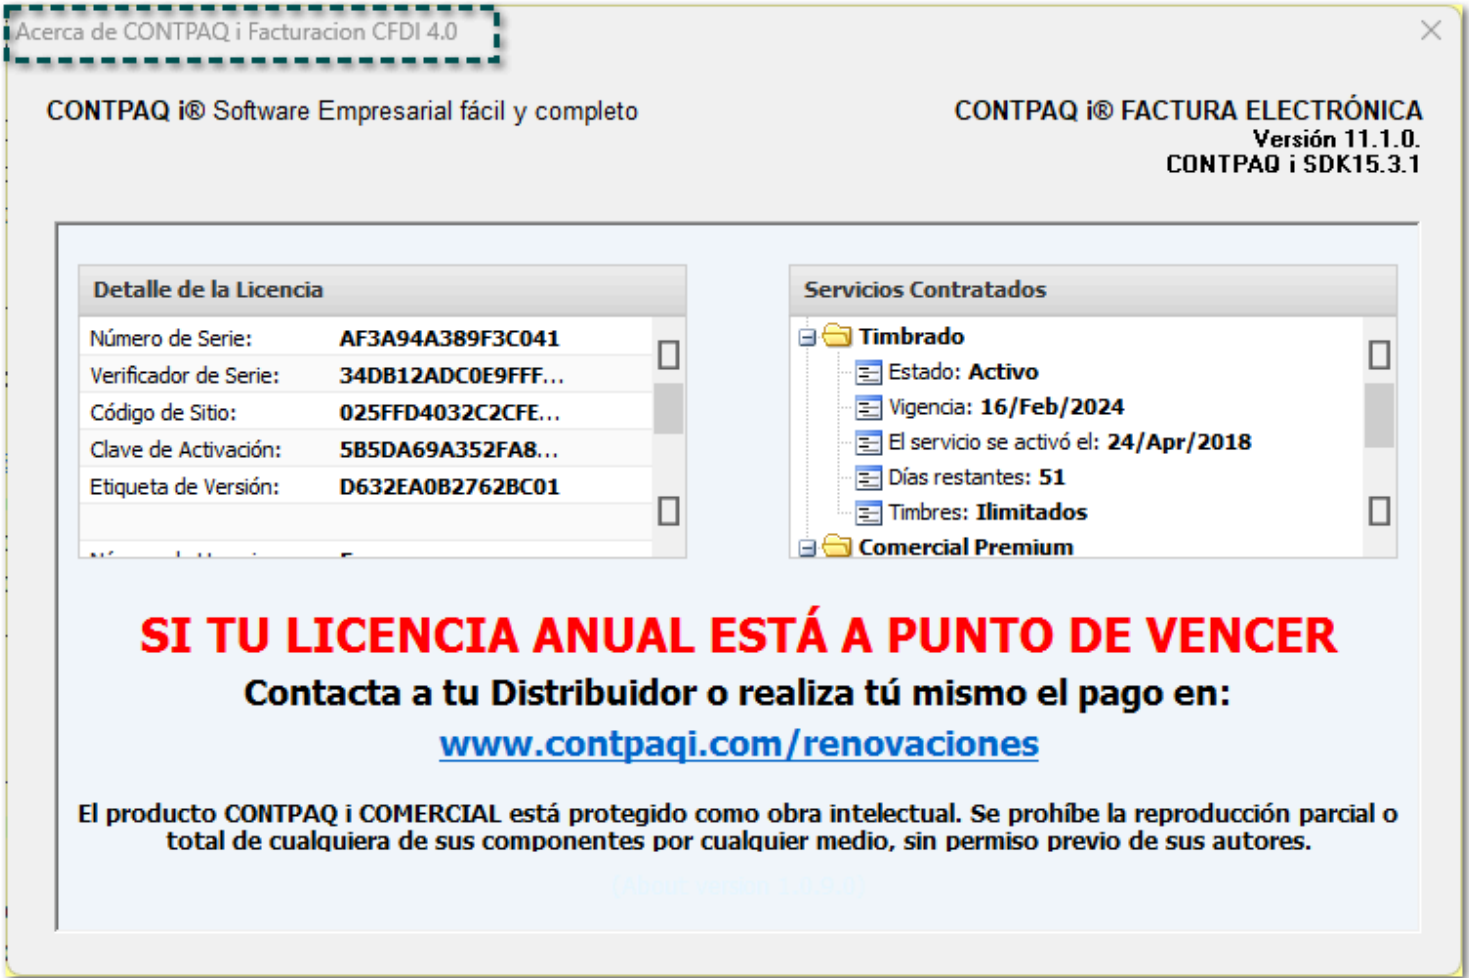 Acerca de CONTPAQ i Facturacion CFDI 4.0
CONTPAQ i® Software Empresarial fácil y completo
CONTPAQ i® FACTURA ELECTRÓNICA
Versión 11.1.0.
CONTPAQ i SDK15.3.1
Detalle de la Licencia
Número de Serie: AF3A94A389F3C041
Verificador de Serie: 34DB12ADC0E9FFF...
Código de Sitio: 025FFD4032C2CFE...
Clave de Activación: 5B5DA69A352FA8...
Etiqueta de Versión: D632EA0B2762BC01
Servicios Contratados
Timbrado
Estado: Activo
Vigencia: 16/Feb/2024
El servicio se activó el: 24/Apr/2018
Días restantes: 51
Timbres: Ilimitados
Comercial Premium
SI TU LICENCIA ANUAL ESTÁ A PUNTO DE VENCER
Contacta a tu Distribuidor o realiza tú mismo el pago en:
www.contpaqi.com/renovaciones
El producto CONTPAQ i COMERCIAL está protegido como obra intelectual. Se prohíbe la reproducción parcial o
total de cualquiera de sus componentes por cualquier medio, sin permiso previo de sus autores.